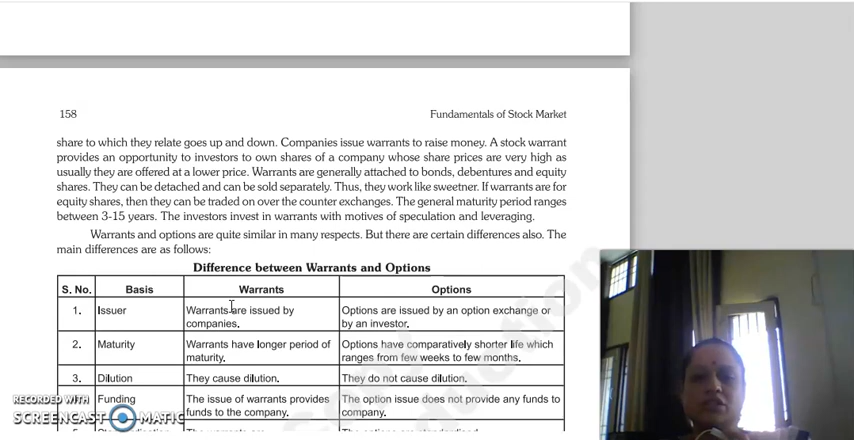 158 Fundamentals of Stock Market
share to which they relate goes up and down. Companies issue warrants to raise money. A stock warrant
provides an opportunity to investors to own shares of a company whose share prices are very high as
usually they are offered at a lower price. Warrants are generally attached to bonds, debentures and equity
shares. They can be detached and can be sold separately. Thus, they work like sweetner. If warrants are for
equity shares, then they can be traded on over the counter exchanges. The general maturity period ranges
between 3-15 years. The investors invest in warrants with motives of speculation and leveraging.
Warrants and options are quite similar in many respects. But there are certain differences also. The
main differences are as follows:
Difference between Warrants and Options
S. No. Basis Warrants Options
1. Issuer Warrants are issued by Options are issued by an option exchange or
companies. by an investor.
2. Maturity Warrants have longer period of Options have comparatively shorter life which
maturity. ranges from few weeks to few months.
3. Dilution They cause dilution. They do not cause dilution.
Funding The issue of warrants provides The option issue does not provide any funds to
funds to the company. company.
RECORDED WITH
SCREENCAST MATIC